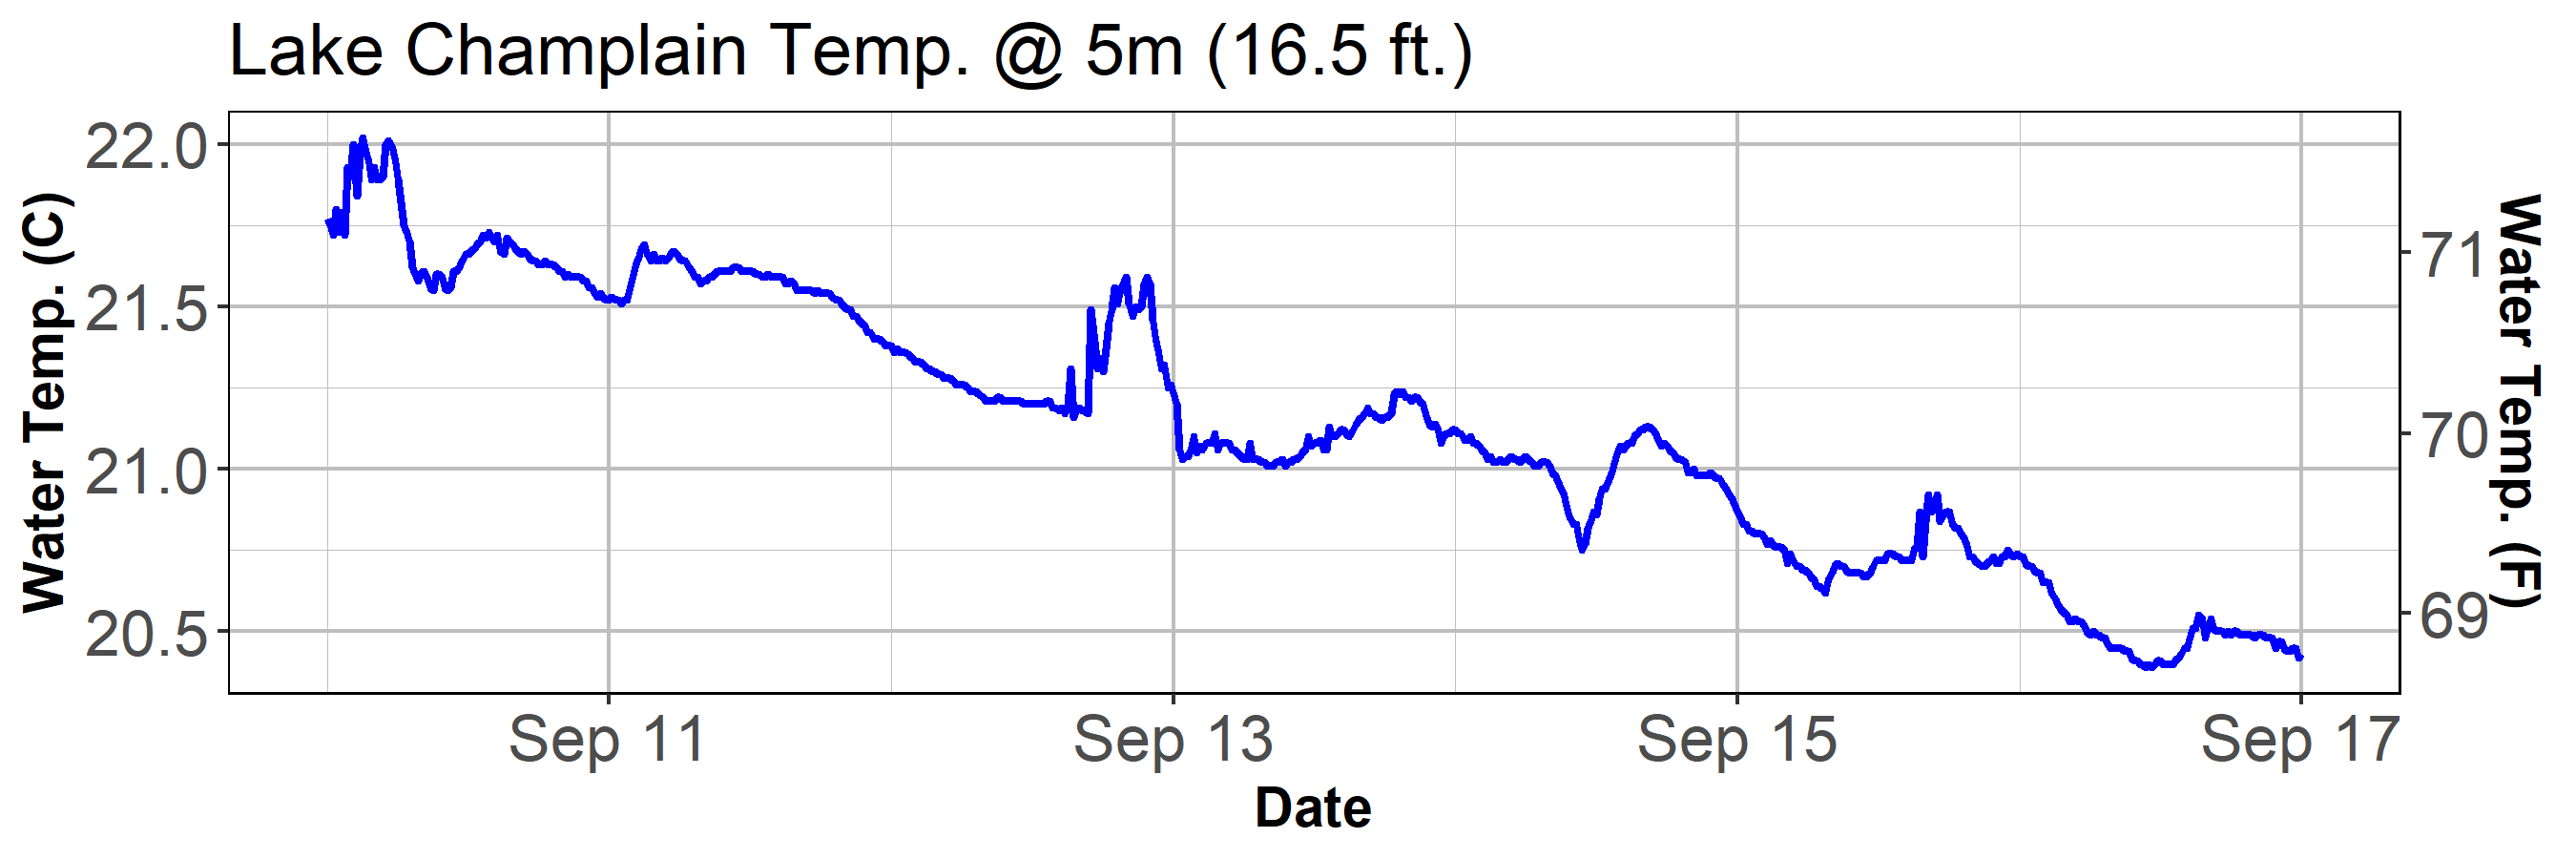 Lake Champlain Temp. @ 5m (16.5 ft.)
Water Temp. (C)
22.0
21.5
21.0
20.5
71
70
69
Water Temp. (F)
Sep 11
Sep 13
Sep 15
Sep 17
Date